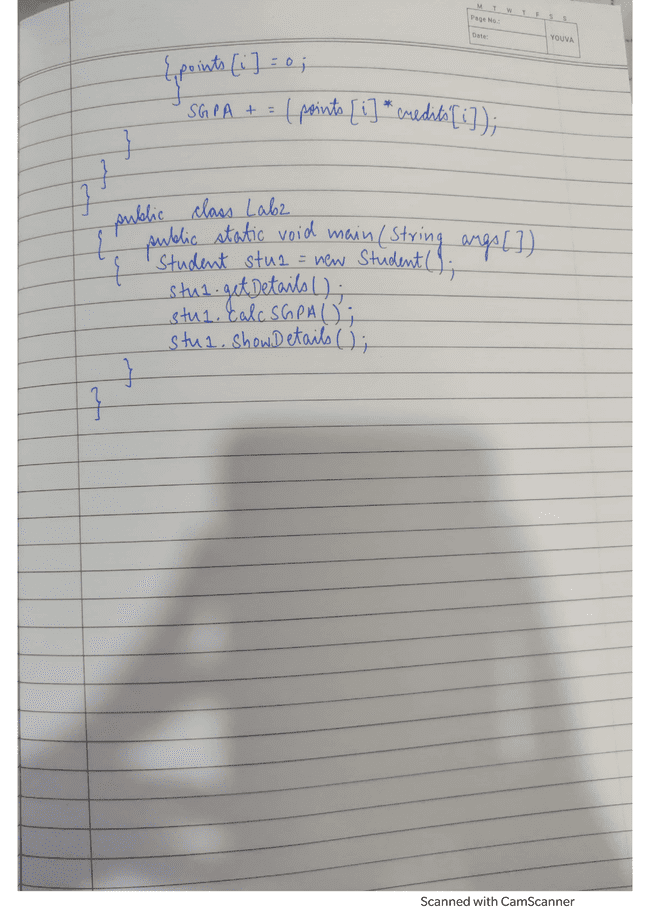 M T W T F S S
Page No.:
Date:
YOUVA
{ points[i] = 0;
}
SGPA + = ( points [i] * credits[i]);
}
}
}
public class Lab2
{ public static void main(String args[])
{ Student stu1 = new Student();
stu1.getDetails();
stu1.calcSGPA();
stu1.showDetails();
}
}
Scanned with CamScanner